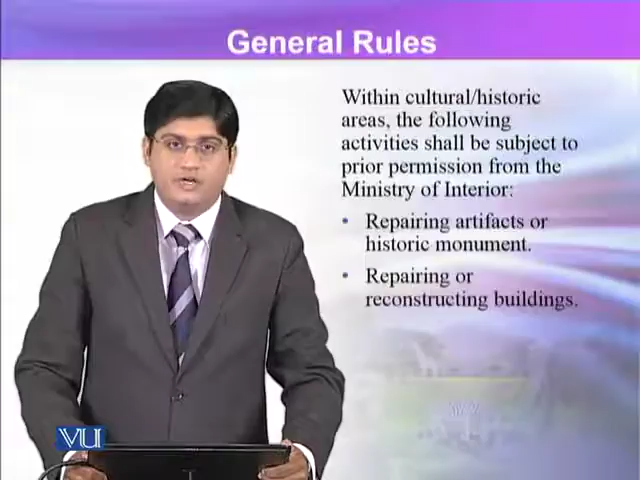 General Rules
Within cultural/historic
areas, the following
activities shall be subject to
prior permission from the
Ministry of Interior:
• Repairing artifacts or
historic monument.
• Repairing or
reconstructing buildings.
VU